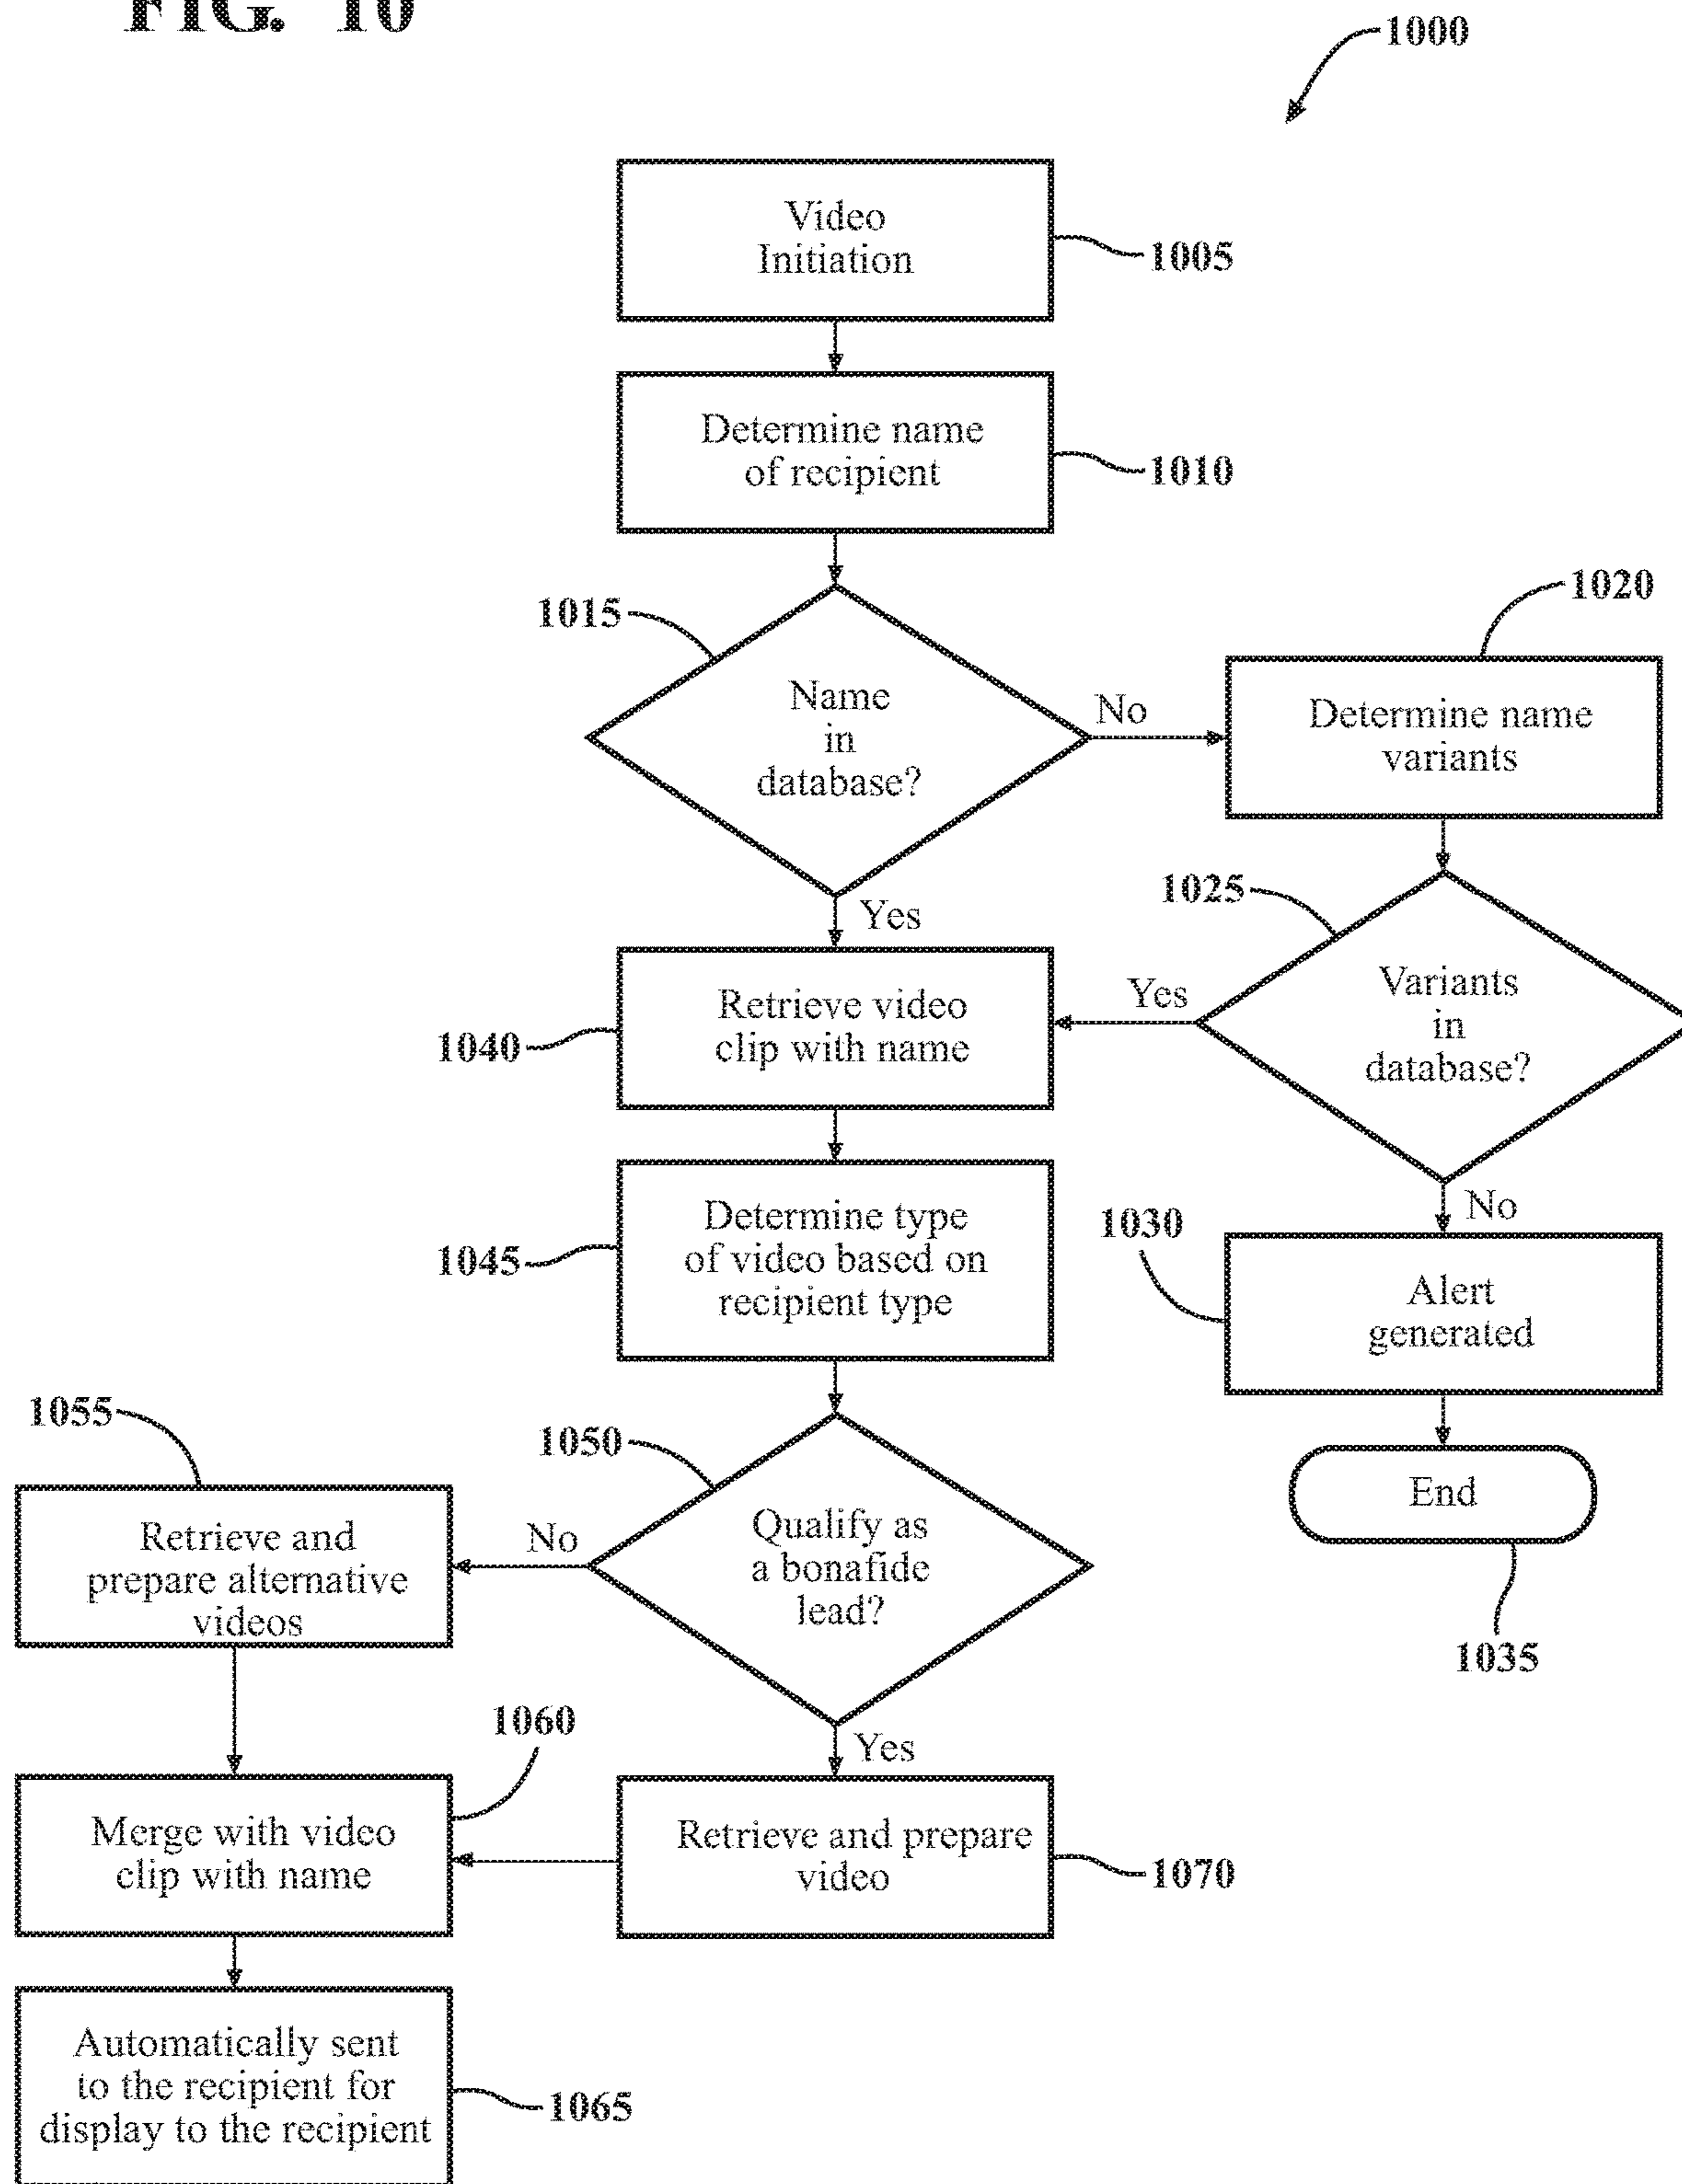 FIG. 10
1000
Video
Initiation
1005
Determine name
of recipient
1010
1015
Name
in
database?
No
1020
Determine name
variants
Yes
1025
Variants
in
database?
Yes
1040
Retrieve video
clip with name
No
1030
Alert
generated
1045
Determine type
of video based on
recipient type
End
1035
1050
Qualify as
a bonafide
lead?
No
1055
Retrieve and
prepare alternative
videos
Yes
1060
Merge with video
clip with name
Retrieve and prepare
video
1070
Automatically sent
to the recipient for
display to the recipient
1065